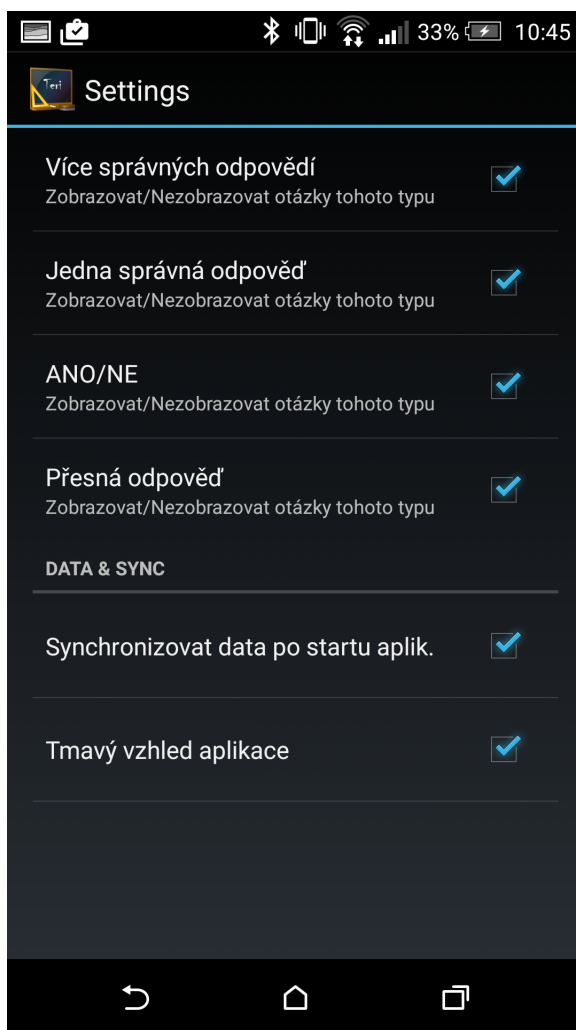 33% 10:45
Teri
Settings
Více správných odpovědí
Zobrazovat/Nezobrazovat otázky tohoto typu
Jedna správná odpověď
Zobrazovat/Nezobrazovat otázky tohoto typu
ANO/NE
Zobrazovat/Nezobrazovat otázky tohoto typu
Přesná odpověď
Zobrazovat/Nezobrazovat otázky tohoto typu
DATA & SYNC
Synchronizovat data po startu aplik.
Tmavý vzhled aplikace